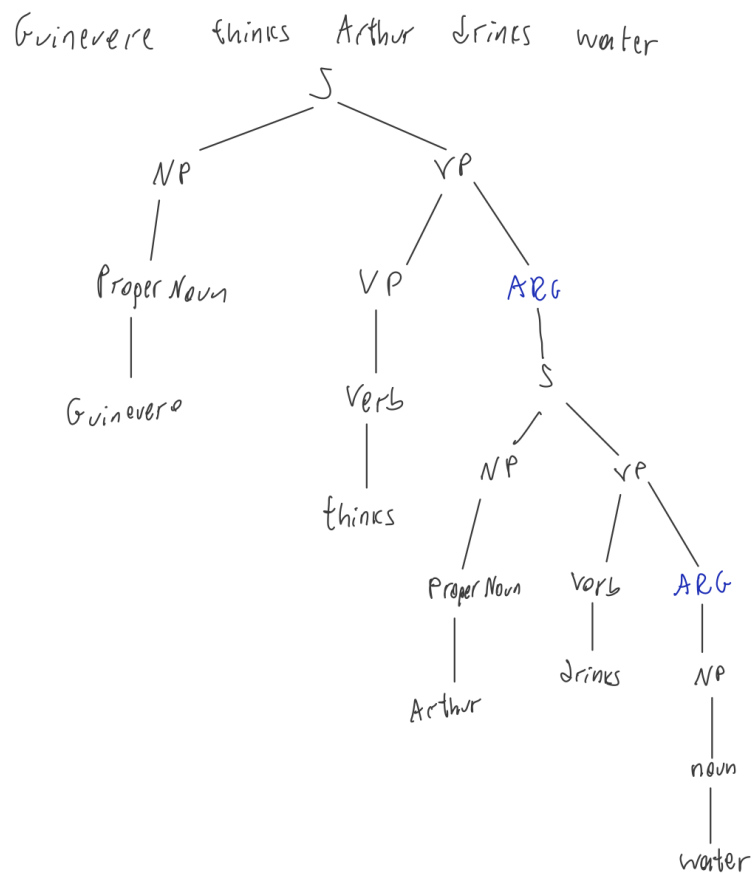 Guinevere thinks Arthur drinks water
S
NP VP
Proper Noun VP ARG
Guinevere Verb S
thinks NP VP
Proper Noun Verb ARG
Arthur drinks NP
noun
water